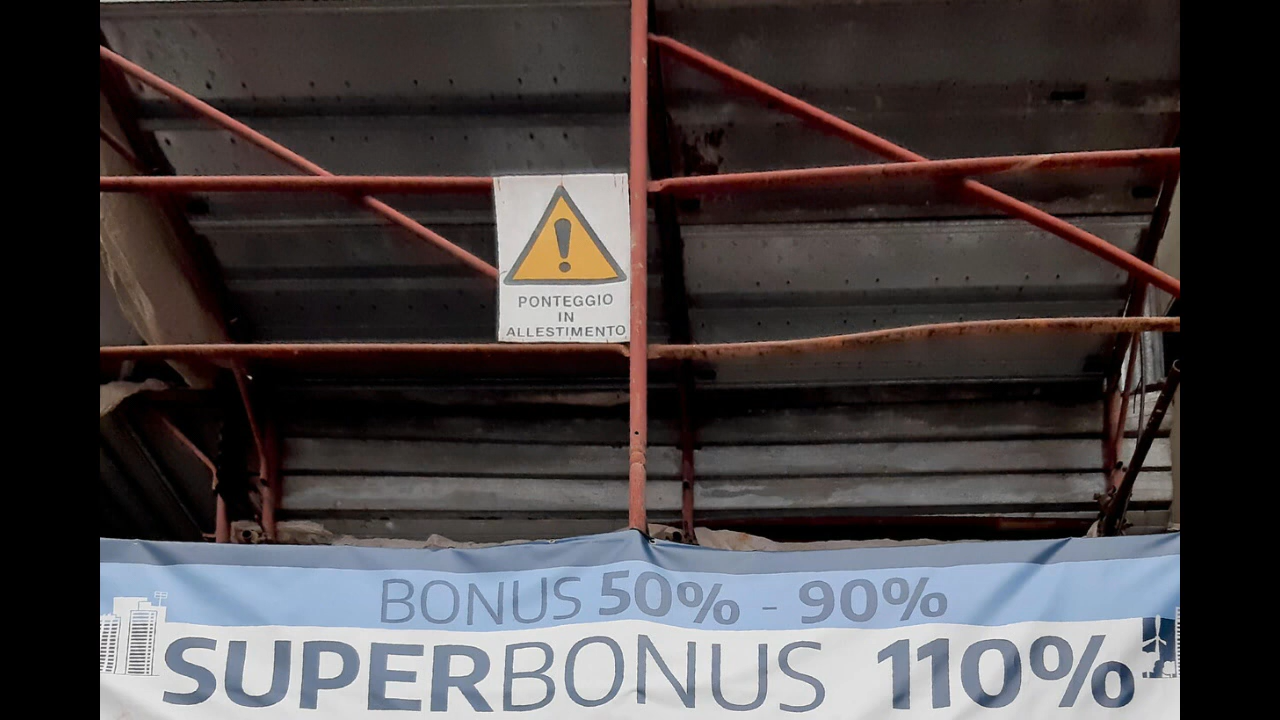 PONTEGGIO
IN
ALLESTIMENTO
BONUS 50% - 90%
SUPERBONUS 110%